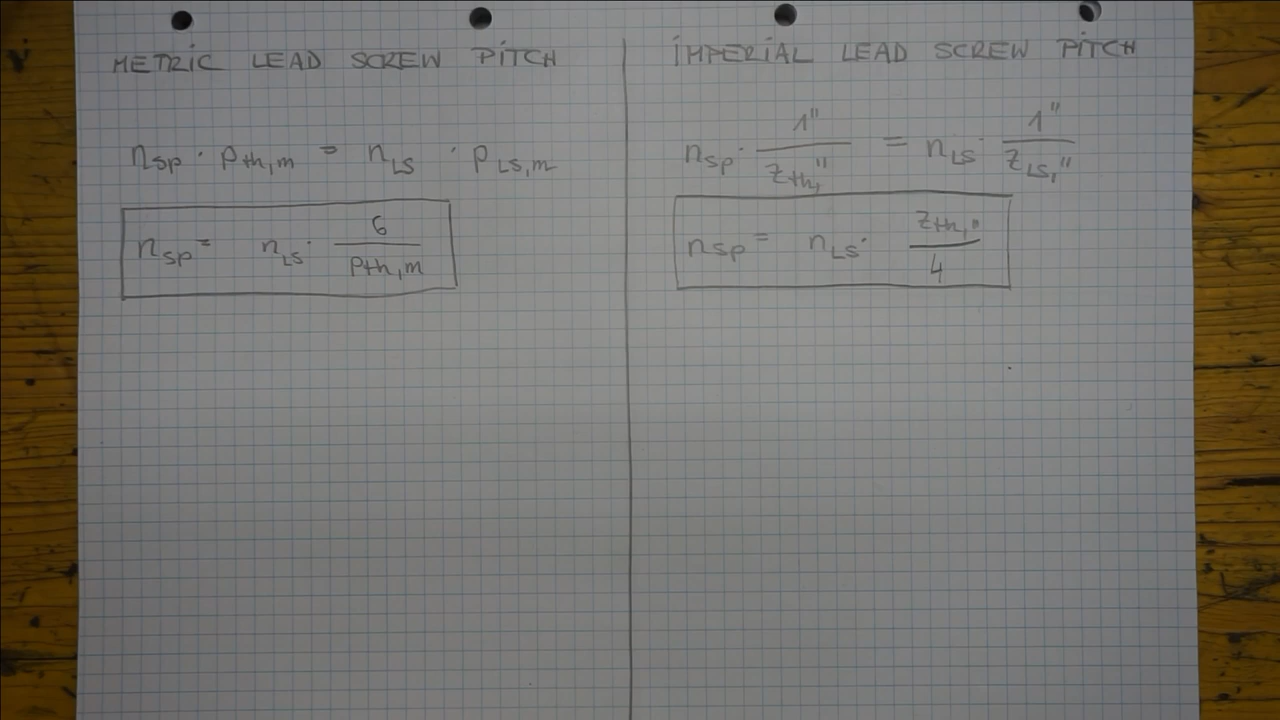 METRIC LEAD SCREW PITCH
n_SP · P_th,m = n_LS · P_LS,m
n_SP = n_LS · 6 / P_th,m
IMPERIAL LEAD SCREW PITCH
n_SP · 1" / z_th," = n_LS · 1" / z_LS,"
n_SP = n_LS · z_th," / 4